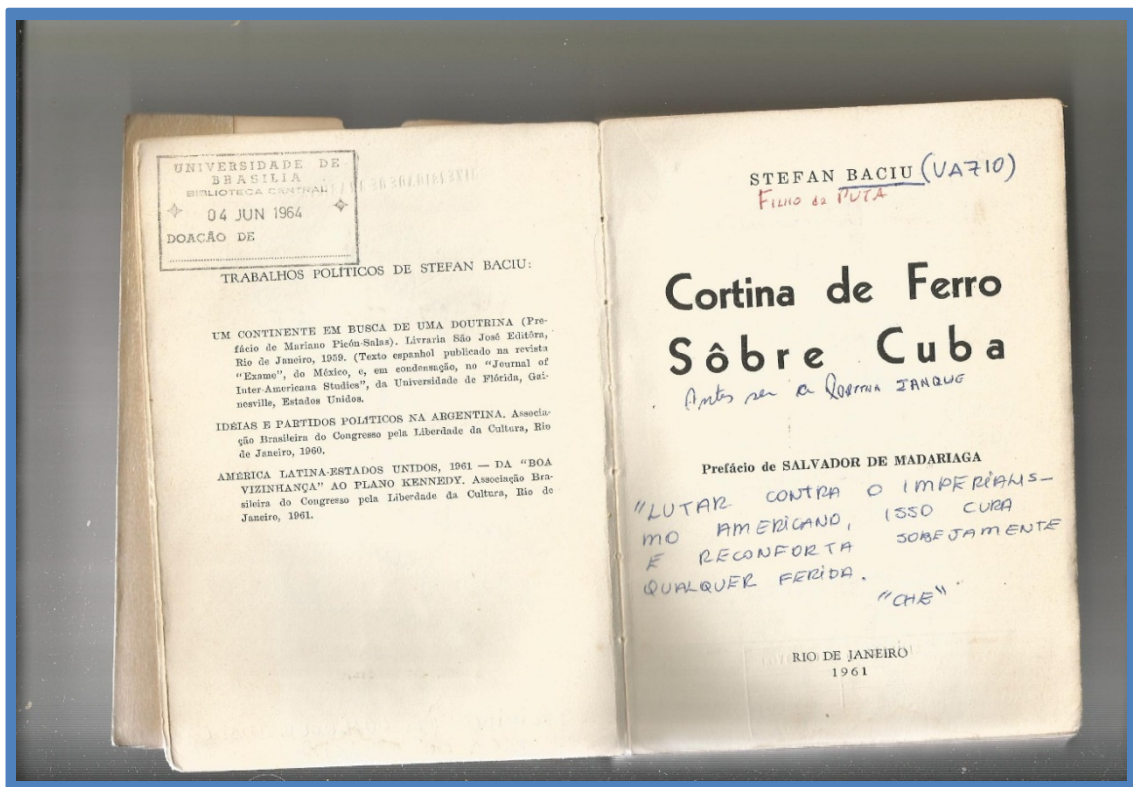 UNIVERSIDADE DE
BRASILIA
BIBLIOTECA CENTRAL
04 JUN 1964
DOAÇÃO DE
TRABALHOS POLÍTICOS DE STEFAN BACIU:
UM CONTINENTE EM BUSCA DE UMA DOUTRINA (Pre-
fácio de Mariano Picón-Salas). Livraria São José Editôra,
Rio de Janeiro, 1959. (Texto espanhol publicado na revista
"Exame", do México, e, em condensação, no "Journal of
Inter-American Studies", da Universidade de Flórida, Gai-
nesville, Estados Unidos.
IDÉIAS E PARTIDOS POLÍTICOS NA ARGENTINA. Associa-
ção Brasileira do Congresso pela Liberdade da Cultura, Rio
de Janeiro, 1960.
AMÉRICA LATINA-ESTADOS UNIDOS, 1961 — DA "BOA
VIZINHANÇA" AO PLANO KENNEDY. Associação Bra-
sileira do Congresso pela Liberdade da Cultura, Rio de
Janeiro, 1961.
STEFAN BACIU (VAZIO)
FILHO da PUTA
Cortina de Ferro
Sôbre Cuba
Antes ser a CORTINA IANQUE
Prefácio de SALVADOR DE MADARIAGA
"LUTAR CONTRA O IMPERIALIS-
MO AMERICANO, ISSO CURA
E RECONFORTA SOBEJAMENTE
QUALQUER FERIDA.
"CHE"
RIO DE JANEIRO
1961